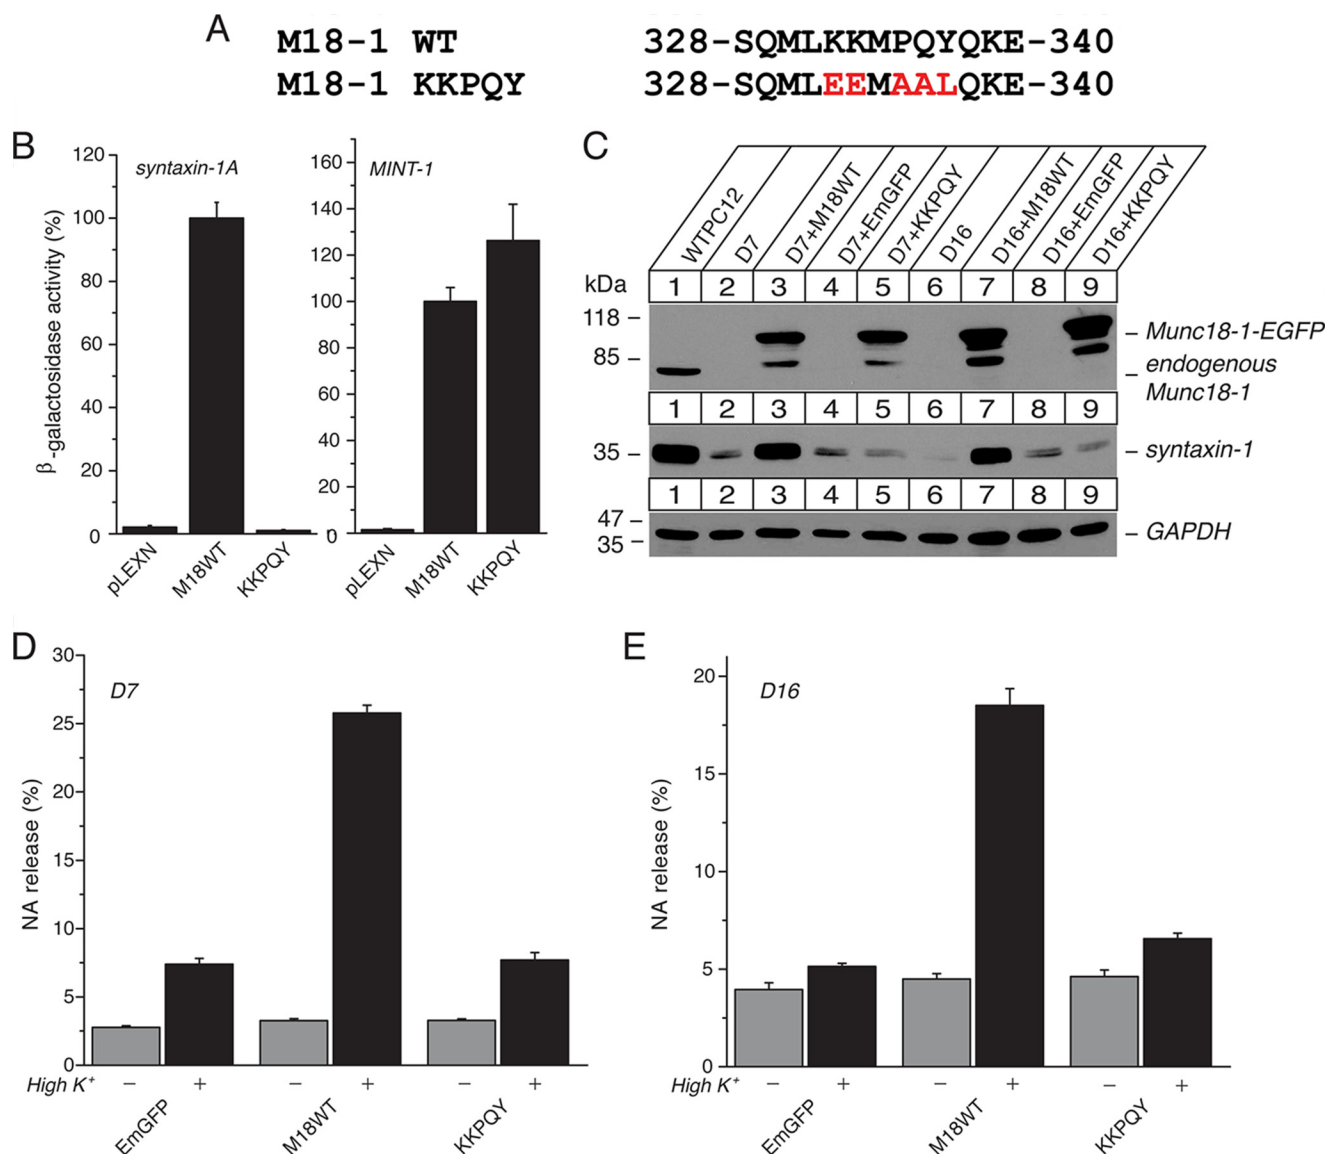 A
M18-1 WT 328-SQMLKKMPQYQKE-340
M18-1 KKPQY 328-SQMLEEMAALQKE-340
B
syntaxin-1A
MINT-1
β-galactosidase activity (%)
120
100
80
60
40
20
0
160
140
120
100
80
60
40
20
0
pLEXN M18WT KKPQY
pLEXN M18WT KKPQY
C
WTPC12 D7 D7+M18WT D7+EmGFP D7+KKPQY D16 D16+M18WT D16+EmGFP D16+KKPQY
kDa 1 2 3 4 5 6 7 8 9
118 – – Munc18-1-EGFP
85 – – endogenous
Munc18-1
1 2 3 4 5 6 7 8 9
35 – – syntaxin-1
1 2 3 4 5 6 7 8 9
47 –
35 – – GAPDH
D
D7
NA release (%)
30
25
20
15
10
5
0
High K+ – + – + – +
EmGFP M18WT KKPQY
E
D16
NA release (%)
20
15
10
5
0
High K+ – + – + – +
EmGFP M18WT KKPQY